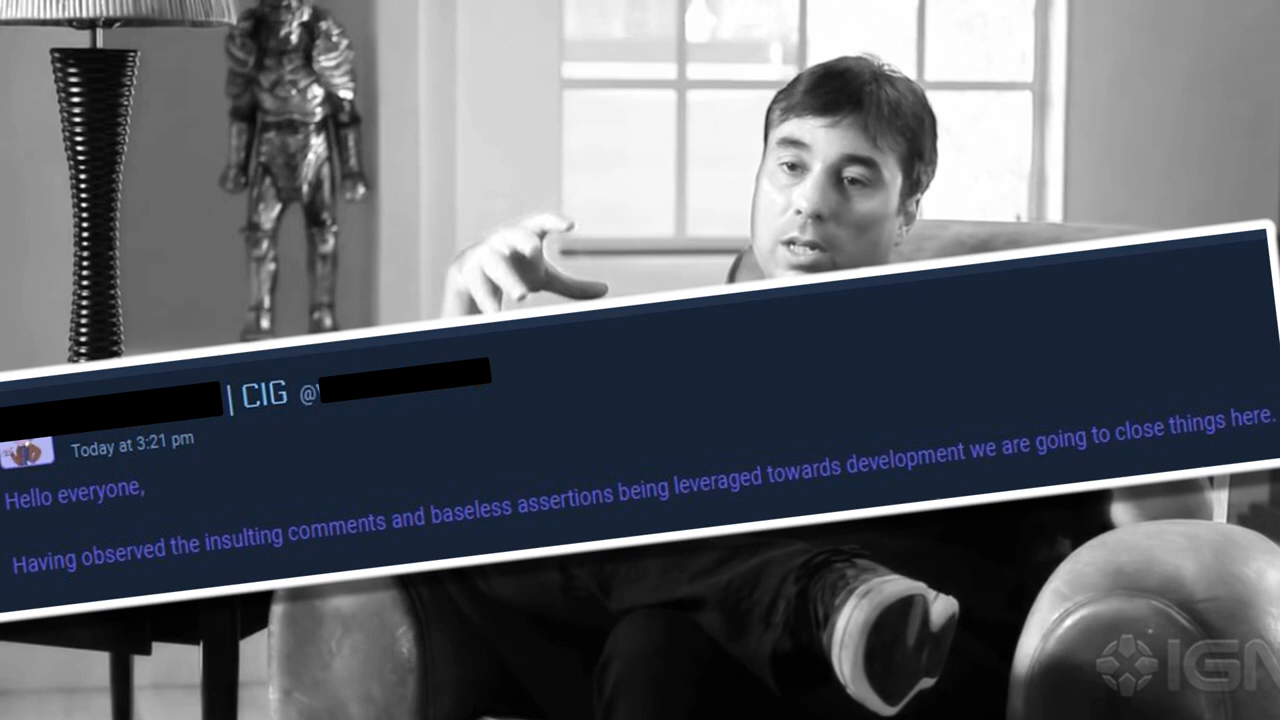 | CIG @
Today at 3:21 pm
Hello everyone,
Having observed the insulting comments and baseless assertions being leveraged towards development we are going to close things here.
IGN